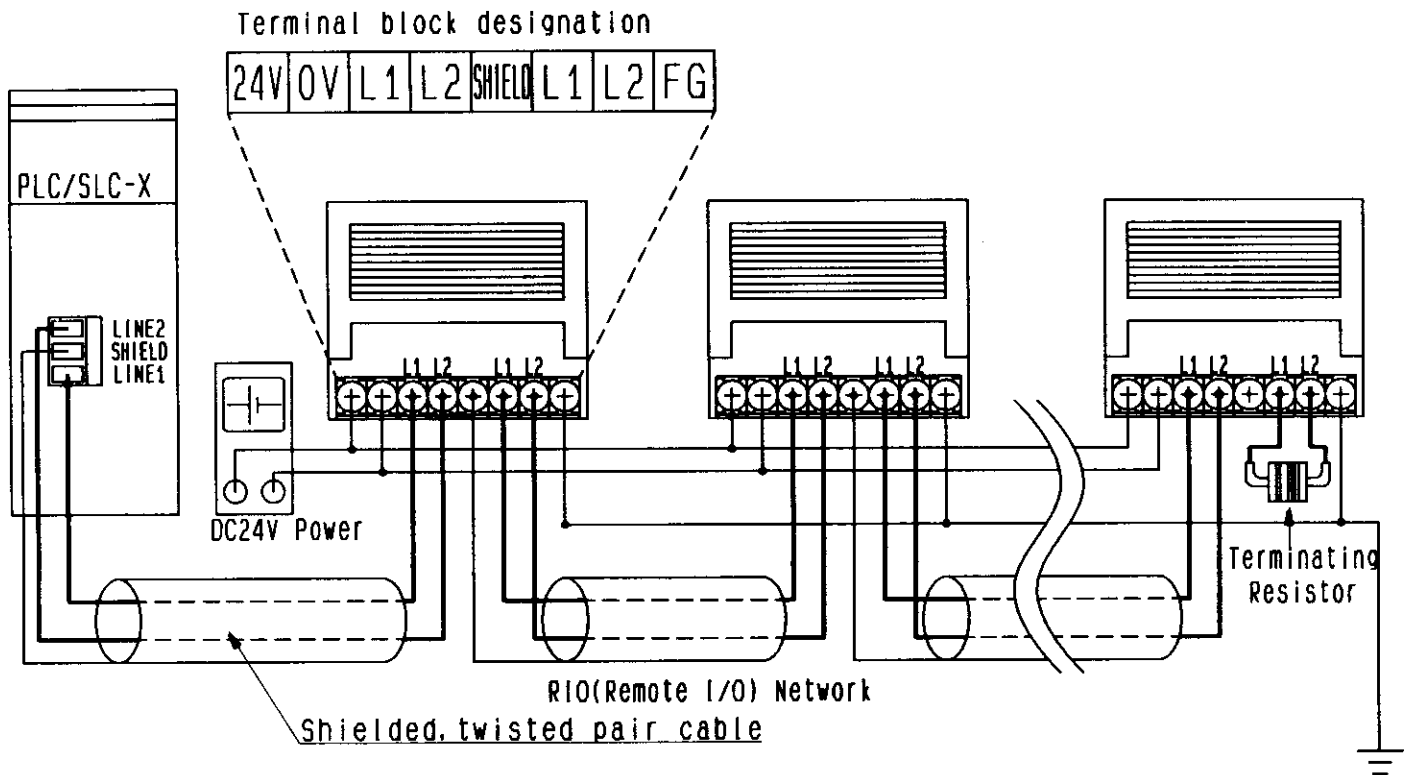 Terminal block designation
24V 0V L1 L2 SHIELD L1 L2 FG
PLC/SLC-X
LINE2
SHIELD
LINE1
L1 L2 L1 L2
L1 L2 L1 L2
L1 L2 L1 L2
DC24V Power
Terminating
Resistor
RIO(Remote I/O) Network
Shielded, twisted pair cable